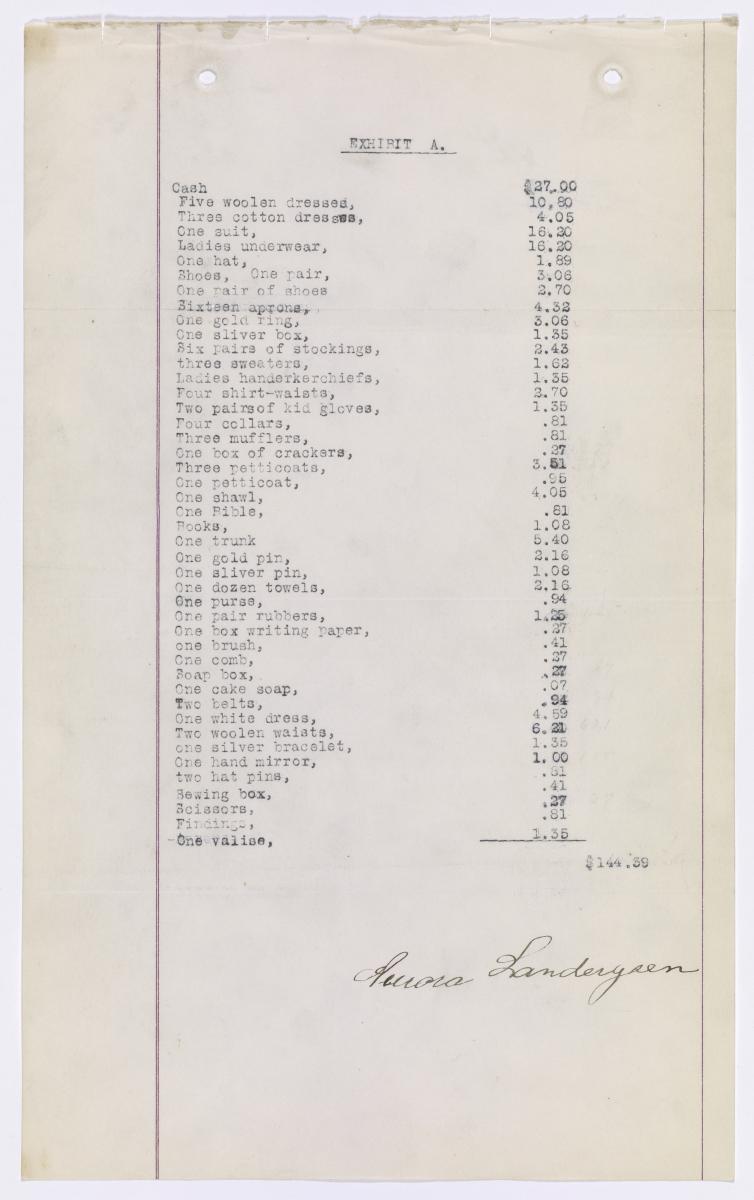 EXHIBIT A.
Cash $27.00
Five woolen dresses, 10.80
Three cotton dresses, 4.05
One suit, 16.20
Ladies underwear, 16.20
One hat, 1.89
Shoes, One pair, 3.06
One pair of shoes 2.70
Sixteen aprons, 4.32
One gold ring, 3.06
One sliver box, 1.35
Six pairs of stockings, 2.43
three sweaters, 1.62
Ladies handerkerchiefs, 1.35
Four shirt-waists, 2.70
Two pairsof kid gloves, 1.35
Four collars, .81
Three mufflers, .81
One box of crackers, .27
Three petticoats, 3.51
One petticoat, .95
One shawl, 4.05
One Bible, .81
Books, 1.08
One trunk 5.40
One gold pin, 2.16
One sliver pin, 1.08
One dozen towels, 2.16
One purse, .94
One pair rubbers, 1.25
One box writing paper, .27
one brush, .41
One comb, .27
Soap box, .27
One cake soap, .07
Two belts, .94
One white dress, 4.59
Two woolen waists, 6.21
one silver bracelet, 1.35
One hand mirror, 1.00
two hat pins, .81
Sewing box, .41
Scissors, .27
Findings, .81
One valise, 1.35
$144.39
Landerysen